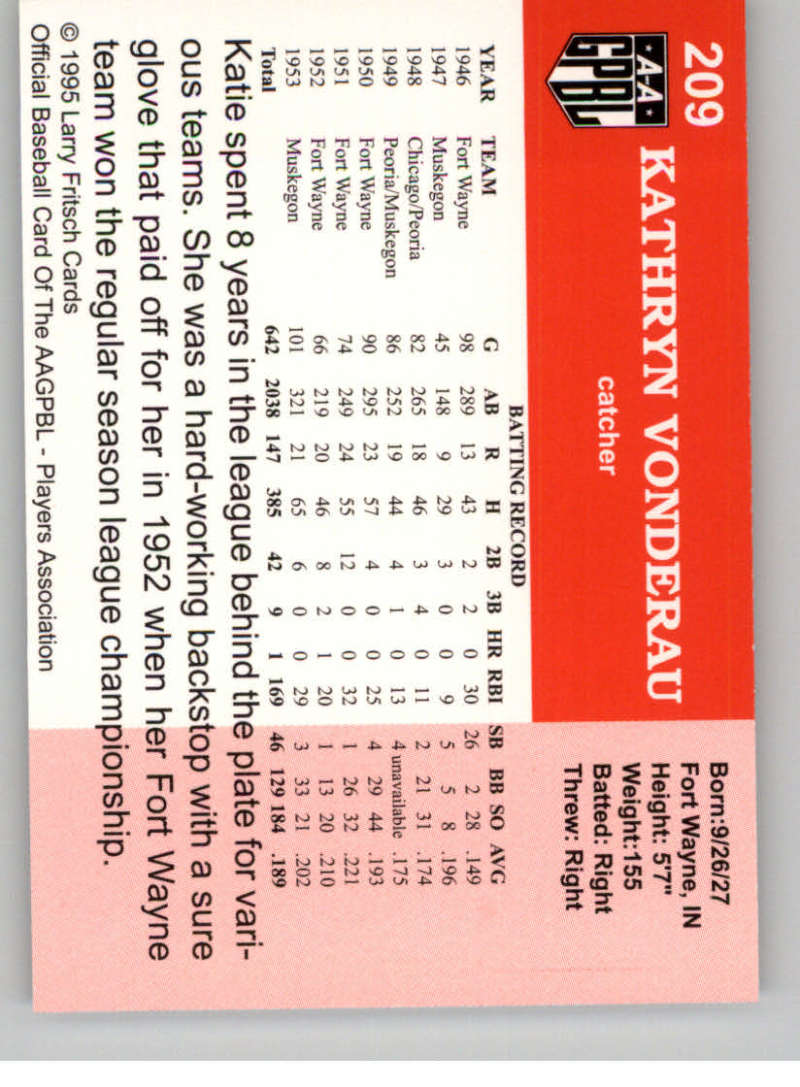 209
KATHRYN VONDERAU
catcher
A-A
GPBL
Born:9/26/27
Fort Wayne, IN
Height: 5'7"
Weight:155
Batted: Right
Threw: Right
BATTING RECORD
YEAR TEAM G AB R H 2B 3B HR RBI SB BB SO AVG
1946 Fort Wayne 98 289 13 43 2 2 0 30 26 2 28 .149
1947 Muskegon 45 148 9 29 3 0 0 9 5 5 8 .196
1948 Chicago/Peoria 82 265 18 46 3 4 0 11 2 21 31 .174
1949 Peoria/Muskegon 86 252 19 44 4 1 0 13 4 unavailable .175
1950 Fort Wayne 90 295 23 57 4 0 0 25 4 29 44 .193
1951 Fort Wayne 74 249 24 55 12 0 0 32 1 26 32 .221
1952 Fort Wayne 66 219 20 46 8 2 1 20 1 13 20 .210
1953 Muskegon 101 321 21 65 6 0 0 29 3 33 21 .202
Total 642 2038 147 385 42 9 1 169 46 129 184 .189
Katie spent 8 years in the league behind the plate for vari-
ous teams. She was a hard-working backstop with a sure
glove that paid off for her in 1952 when her Fort Wayne
team won the regular season league championship.
© 1995 Larry Fritsch Cards
Official Baseball Card Of The AAGPBL - Players Association